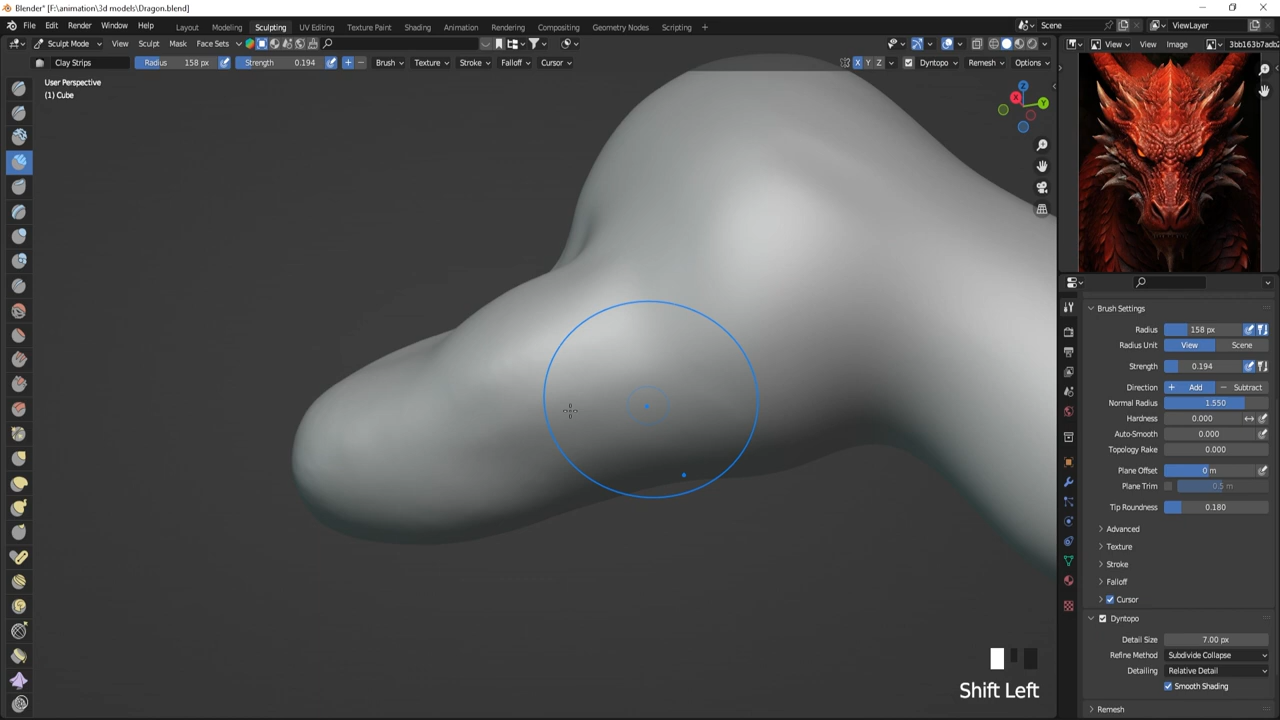 Blender* [F:\animation\3d models\Dragon.blend]
File Edit Render Window Help Layout Modeling Sculpting UV Editing Texture Paint Shading Animation Rendering Compositing Geometry Nodes Scripting + Scene ViewLayer
Sculpt Mode View Sculpt Mask Face Sets View View Image 3bb163b7adb2
Clay Strips Radius 158 px Strength 0.194 + − Brush Texture Stroke Falloff Cursor X Y Z Dyntopo Remesh Options
User Perspective
(1) Cube
Z
X
Y
Brush Settings
Radius 158 px
Radius Unit View Scene
Strength 0.194
Direction + Add − Subtract
Normal Radius 1.550
Hardness 0.000
Auto-Smooth 0.000
Topology Rake 0.000
Plane Offset 0 m
Plane Trim 0.5 m
Tip Roundness 0.180
Advanced
Texture
Stroke
Falloff
Cursor
Dyntopo
Detail Size 7.00 px
Refine Method Subdivide Collapse
Detailing Relative Detail
Smooth Shading
Remesh
Shift Left